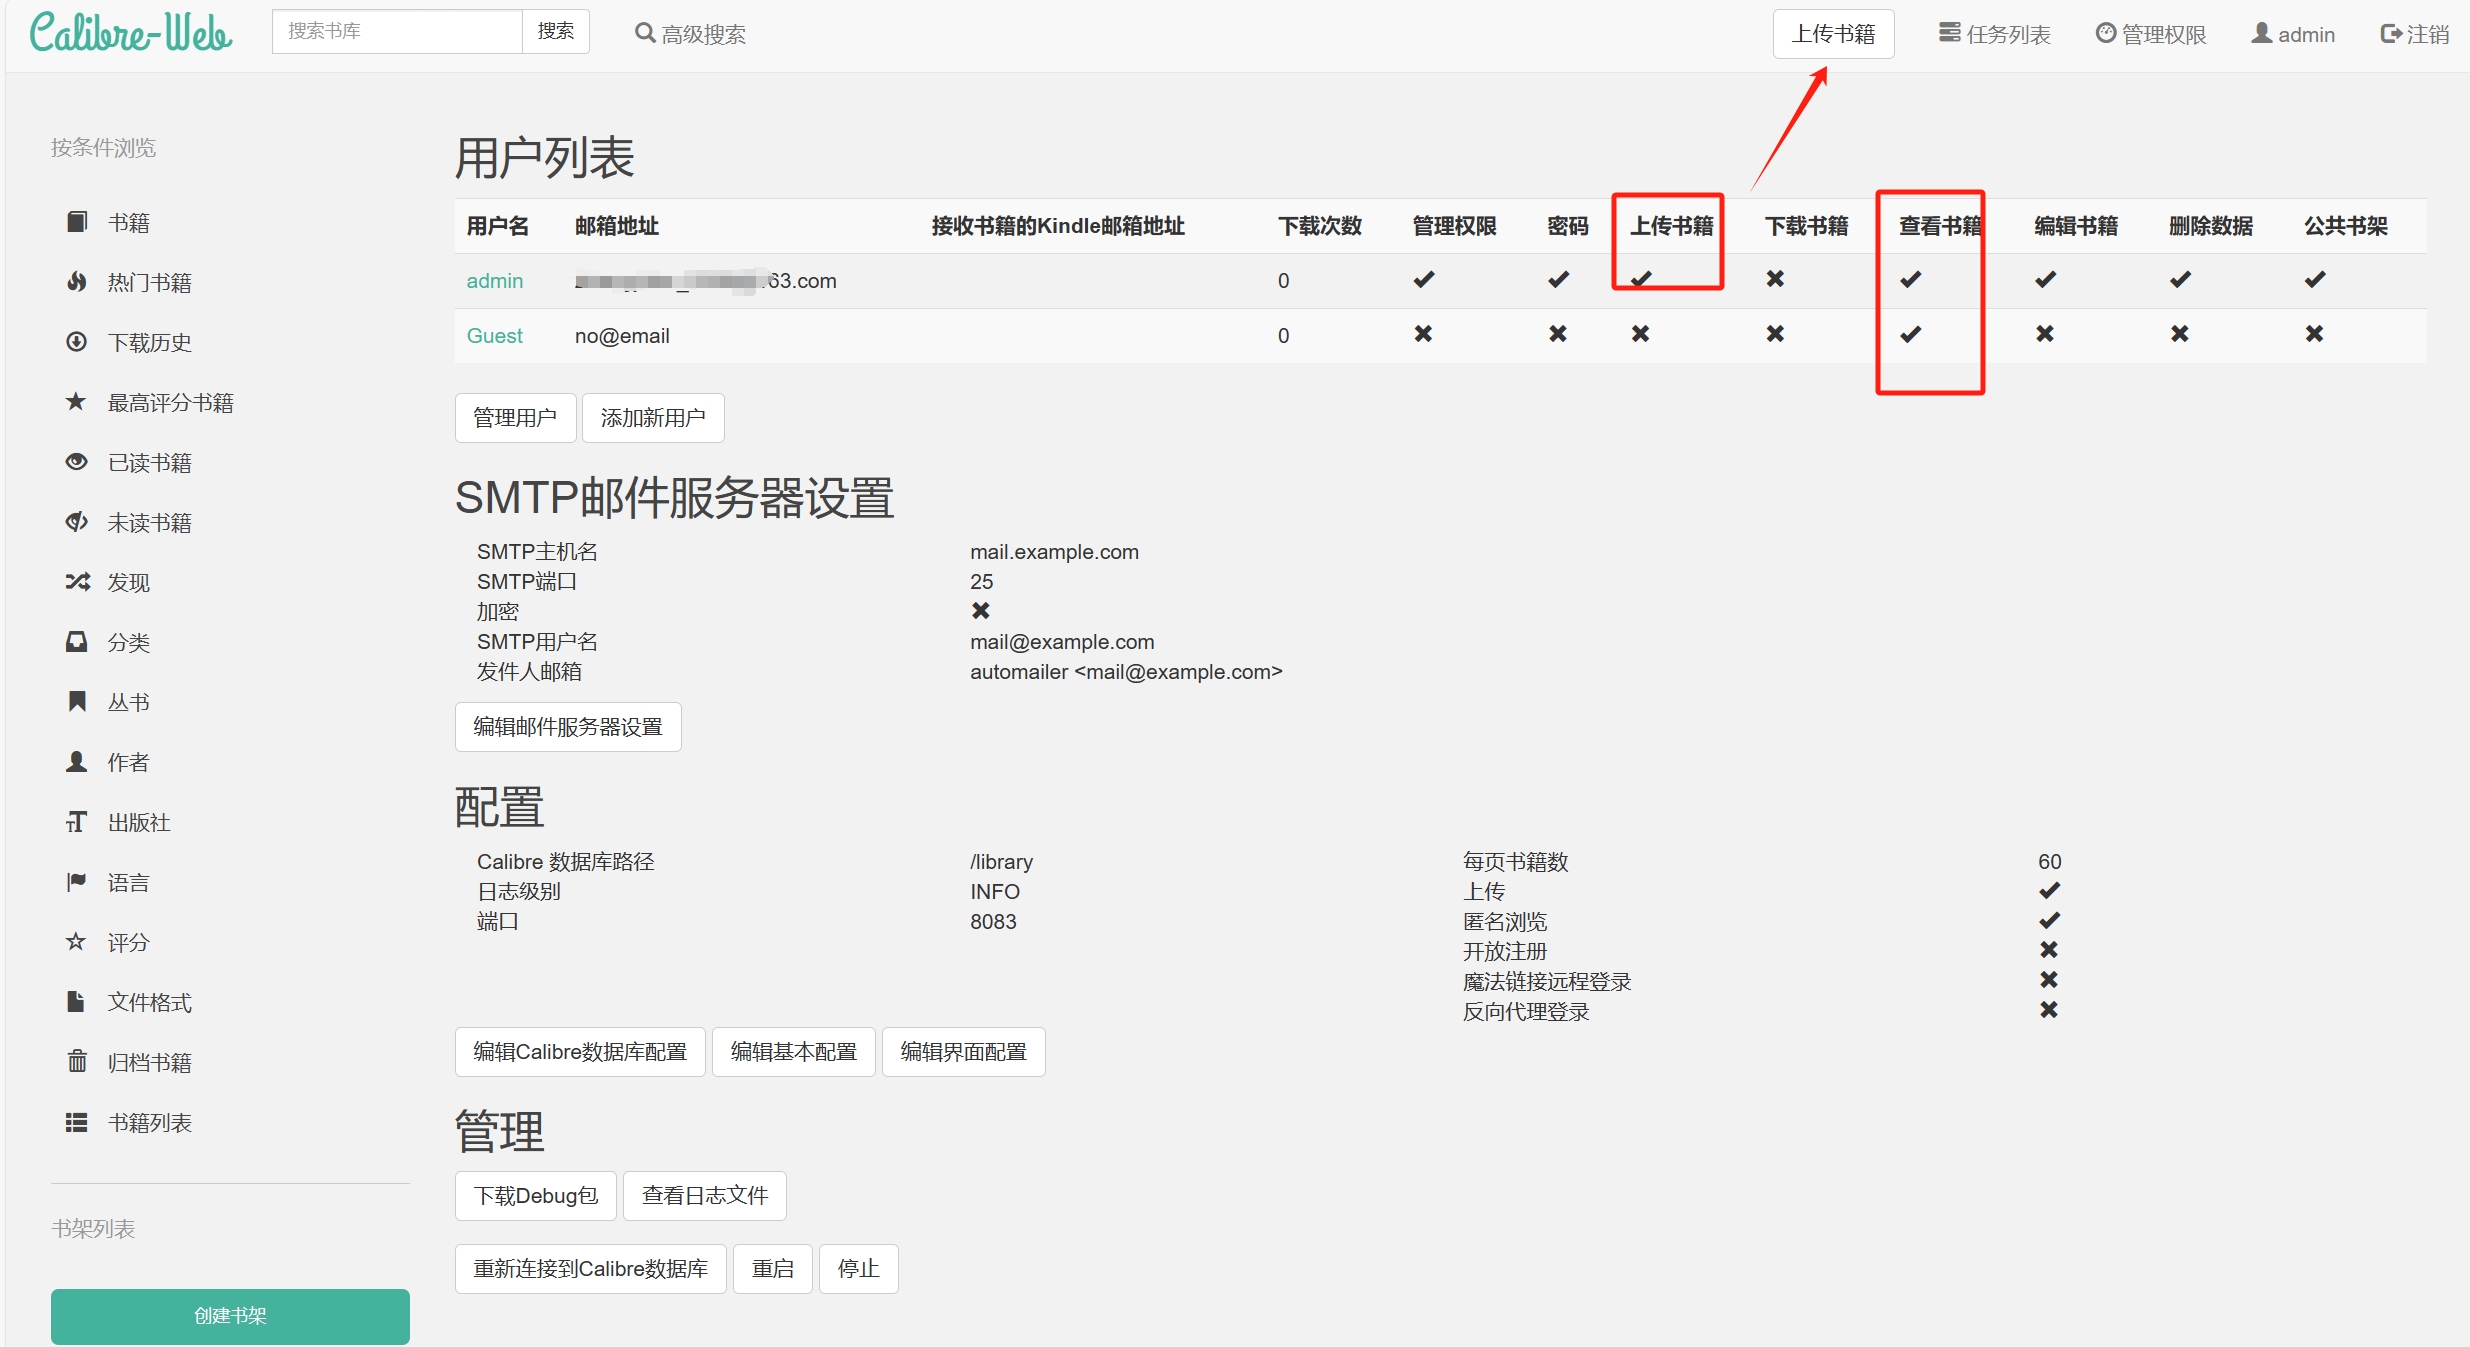 Calibre-Web
搜索书库
搜索
高级搜索
上传书籍
任务列表
管理权限
admin
注销
按条件浏览
书籍
热门书籍
下载历史
最高评分书籍
已读书籍
未读书籍
发现
分类
丛书
作者
出版社
语言
评分
文件格式
归档书籍
书籍列表
书架列表
创建书架
用户列表
用户名 邮箱地址 接收书籍的Kindle邮箱地址 下载次数 管理权限 密码 上传书籍 下载书籍 查看书籍 编辑书籍 删除数据 公共书架
admin 63.com 0
Guest no@email 0
管理用户 添加新用户
SMTP邮件服务器设置
SMTP主机名 mail.example.com
SMTP端口 25
加密
SMTP用户名 mail@example.com
发件人邮箱 automailer <mail@example.com>
编辑邮件服务器设置
配置
Calibre 数据库路径 /library 每页书籍数 60
日志级别 INFO 上传
端口 8083 匿名浏览
开放注册
魔法链接远程登录
反向代理登录
编辑Calibre数据库配置 编辑基本配置 编辑界面配置
管理
下载Debug包 查看日志文件
重新连接到Calibre数据库 重启 停止